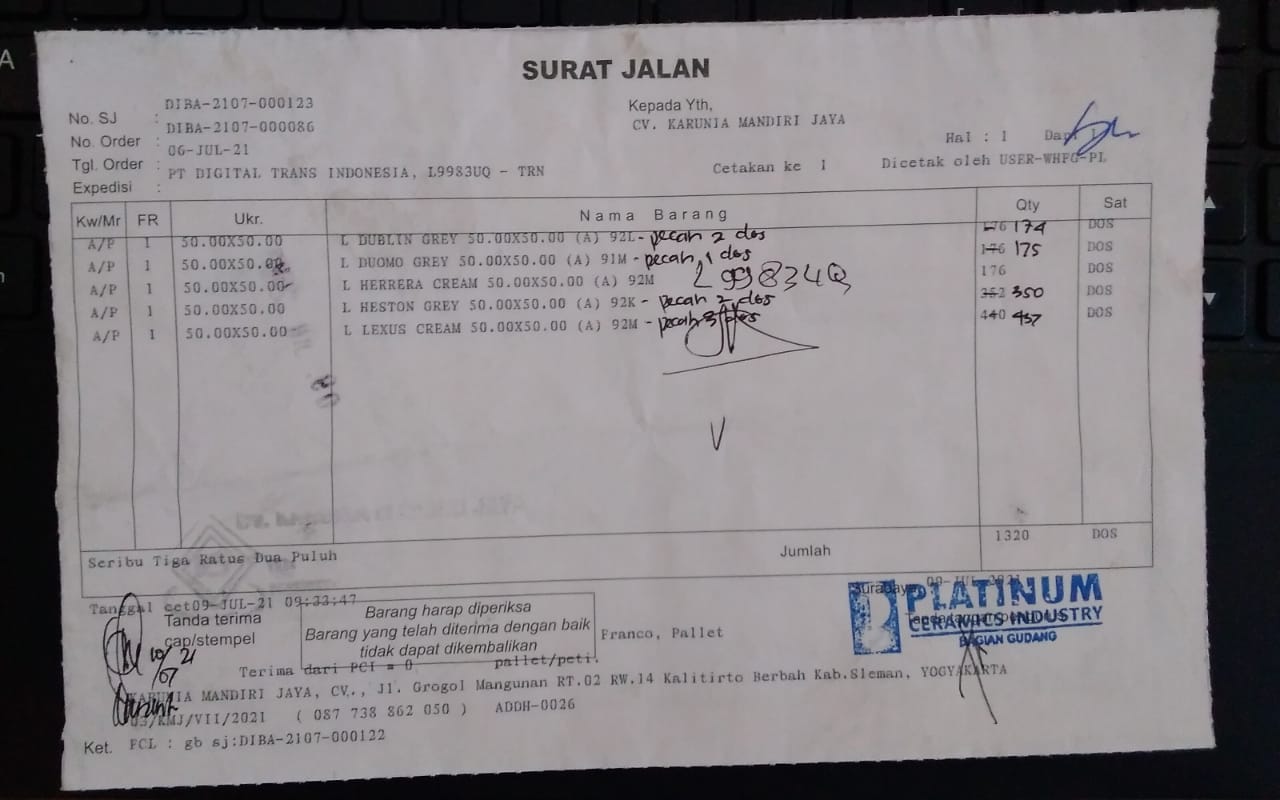 SURAT JALAN
No. SJ : DIBA-2107-000123
No. Order : DIBA-2107-000086
Tgl. Order : 06-JUL-21
Expedisi : PT DIGITAL TRANS INDONESIA, L9983UQ - TRN
Kepada Yth,
CV. KARUNIA MANDIRI JAYA
Hal : 1 Dari 1
Cetakan ke 1 Dicetak oleh USER-WHFG-PL
Kw/Mr FR Ukr. Nama Barang Qty Sat
A/P 1 50.00X50.00 L DUBLIN GREY 50.00X50.00 (A) 92L - pecah 2 dos 176 174 DOS
A/P 1 50.00X50.00 L DUOMO GREY 50.00X50.00 (A) 91M - pecah 1 dos 176 175 DOS
A/P 1 50.00X50.00 L HERRERA CREAM 50.00X50.00 (A) 92M 176 DOS
L 9983 UQ
A/P 1 50.00X50.00 L HESTON GREY 50.00X50.00 (A) 92K - pecah 2 dos 352 350 DOS
A/P 1 50.00X50.00 L LEXUS CREAM 50.00X50.00 (A) 92M - pecah 3 dos 440 437 DOS
Seribu Tiga Ratus Dua Puluh Jumlah 1320 DOS
Tanggal cet09-JUL-21 09:33:47
Surabaya, 09-JUL-2021
Tanda terima
cap/stempel
10/07 21
Barang harap diperiksa
Barang yang telah diterima dengan baik
tidak dapat dikembalikan
Franco, Pallet
PLATINUM
CERAMICS INDUSTRY
BAGIAN GUDANG
Terima dari PCI = 0 pallet/peti.
KARUNIA MANDIRI JAYA, CV., Jl. Grogol Mangunan RT.02 RW.14 Kalitirto Berbah Kab.Sleman, YOGYAKARTA
03/KMJ/VII/2021 ( 087 738 862 050 ) ADDH-0026
Ket. FCL : gb sj:DIBA-2107-000122